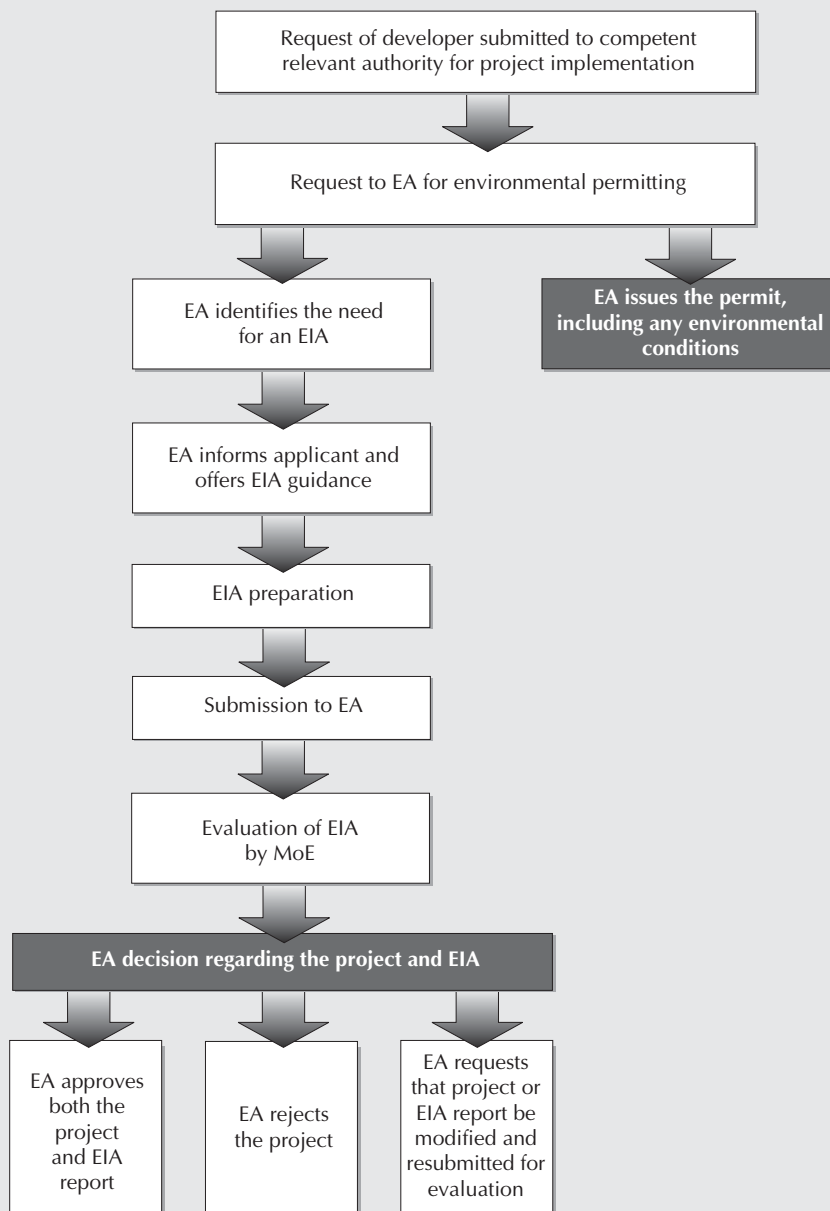 Request of developer submitted to competent
relevant authority for project implementation
Request to EA for environmental permitting
EA identifies the need
for an EIA
EA issues the permit,
including any environmental
conditions
EA informs applicant and
offers EIA guidance
EIA preparation
Submission to EA
Evaluation of EIA
by MoE
EA decision regarding the project and EIA
EA approves
both the
project
and EIA
report
EA rejects
the project
EA requests
that project or
EIA report be
modified and
resubmitted for
evaluation